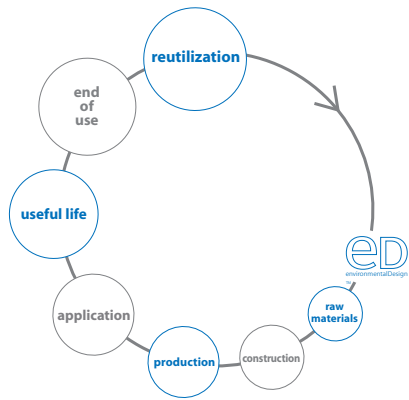 reutilization
end
of
use
useful life
application
production
construction
raw
materials
eD
environmentalDesign